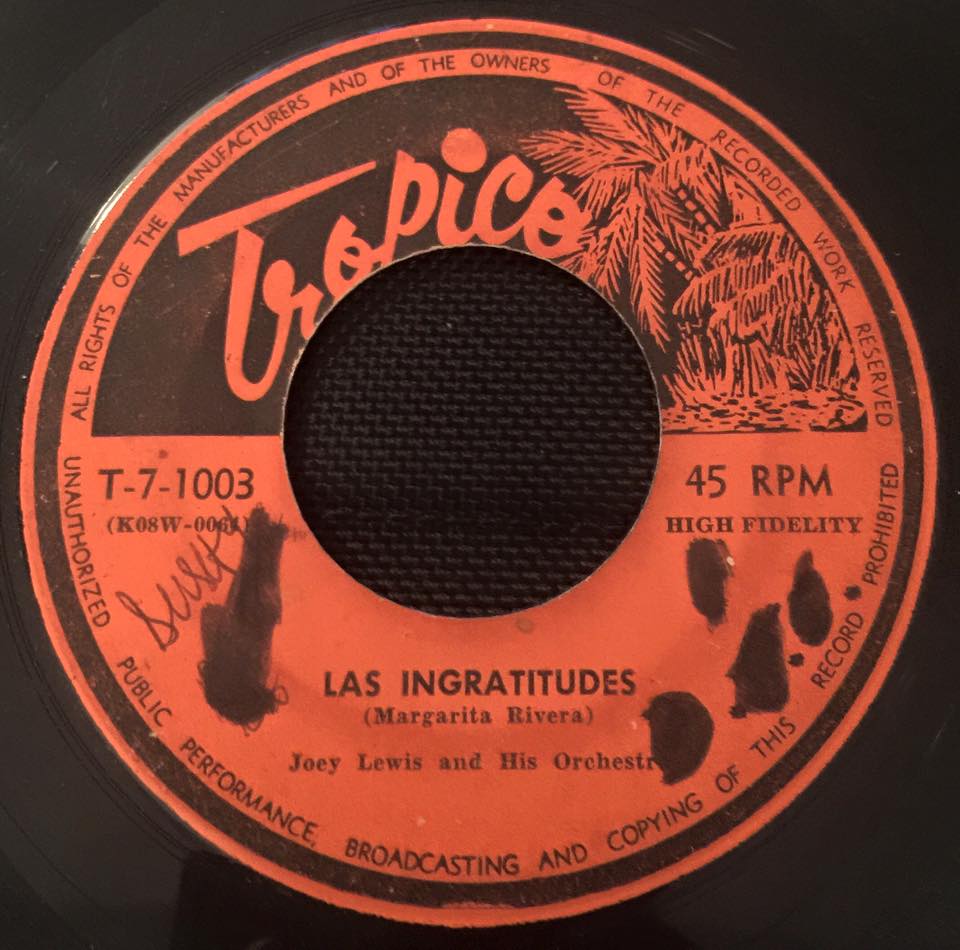 ALL RIGHTS OF THE MANUFACTURERS AND OF THE OWNERS OF THE RECORDED WORK RESERVED
Tropico
T-7-1003
45 RPM
HIGH FIDELITY
LAS INGRATITUDES
(Margarita Rivera)
Joey Lewis and His
UNAUTHORIZED PUBLIC PERFORMANCE, BROADCASTING AND COPYING OF THIS RECORD PROHIBITED